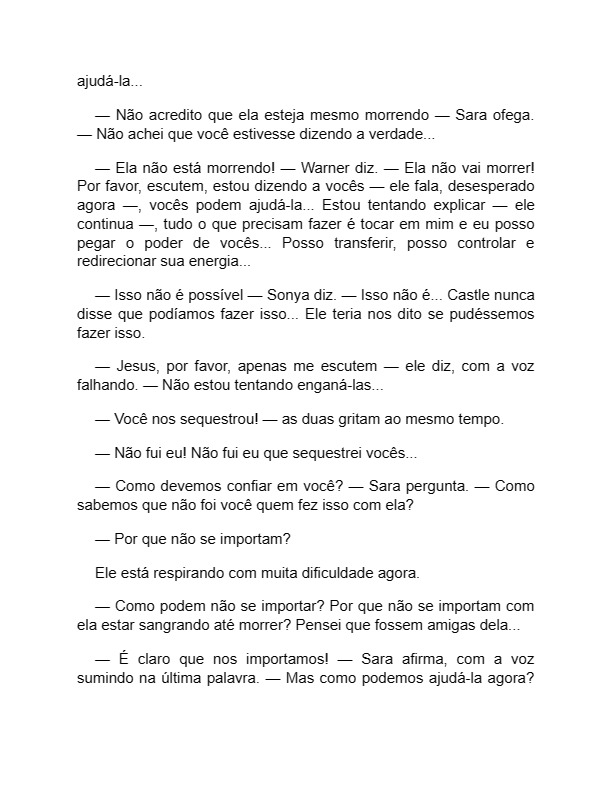 ajudá-la...
— Não acredito que ela esteja mesmo morrendo — Sara ofega.
— Não achei que você estivesse dizendo a verdade...
— Ela não está morrendo! — Warner diz. — Ela não vai morrer!
Por favor, escutem, estou dizendo a vocês — ele fala, desesperado
agora —, vocês podem ajudá-la... Estou tentando explicar — ele
continua —, tudo o que precisam fazer é tocar em mim e eu posso
pegar o poder de vocês... Posso transferir, posso controlar e
redirecionar sua energia...
— Isso não é possível — Sonya diz. — Isso não é... Castle nunca
disse que podíamos fazer isso... Ele teria nos dito se pudéssemos
fazer isso.
— Jesus, por favor, apenas me escutem — ele diz, com a voz
falhando. — Não estou tentando enganá-las...
— Você nos sequestrou! — as duas gritam ao mesmo tempo.
— Não fui eu! Não fui eu que sequestrei vocês...
— Como devemos confiar em você? — Sara pergunta. — Como
sabemos que não foi você quem fez isso com ela?
— Por que não se importam?
Ele está respirando com muita dificuldade agora.
— Como podem não se importar? Por que não se importam com
ela estar sangrando até morrer? Pensei que fossem amigas dela...
— É claro que nos importamos! — Sara afirma, com a voz
sumindo na última palavra. — Mas como podemos ajudá-la agora?